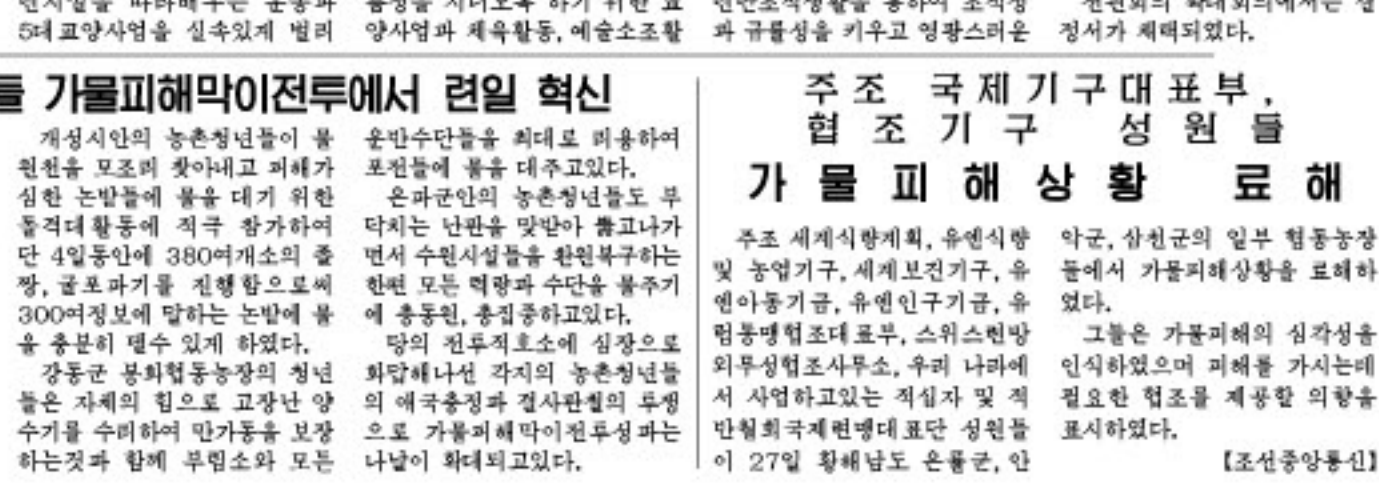 5대교양사업을 실속있게 벌리
양사업과 체육활동, 예술소조활
과 규률성을 키우고 영광스러운
정서가 채택되였다.
들 가물피해막이전투에서 련일 혁신
개성시안의 농촌청년들이 물
원천을 모조리 찾아내고 피해가
심한 논밭들에 물을 대기 위한
돌격대활동에 적극 참가하여
단 4일동안에 380여개소의 졸
짱, 굴포파기를 진행함으로써
300여정보에 달하는 논밭에 물
을 충분히 댈수 있게 하였다.
강동군 봉화협동농장의 청년
들은 자체의 힘으로 고장난 양
수기를 수리하여 만가동을 보장
하는것과 함께 부림소와 모든
운반수단들을 최대로 리용하여
포전들에 물을 대주고있다.
은파군안의 농촌청년들도 부
닥치는 난관을 맞받아 뚫고나가
면서 수원시설들을 환원복구하는
한편 모든 력량과 수단을 물주기
에 총동원, 총집중하고있다.
당의 전투적호소에 심장으로
화답해나선 각지의 농촌청년들
의 애국충정과 결사관철의 투쟁
으로 가물피해막이전투성과는
나날이 확대되고있다.
주조 국제기구대표부,
협조기구 성원들
가물피해상황 료해
주조 세계식량계획, 유엔식량
및 농업기구, 세계보건기구, 유
엔아동기금, 유엔인구기금, 유
럽동맹협조대표부, 스위스련방
외무성협조사무소, 우리 나라에
서 사업하고있는 적십자 및 적
반월회국제련맹대표단 성원들
이 27일 황해남도 은률군, 안
악군, 삼천군의 일부 협동농장
들에서 가물피해상황을 료해하
였다.
그들은 가물피해의 심각성을
인식하였으며 피해를 가시는데
필요한 협조를 제공할 의향을
표시하였다.
【조선중앙통신】